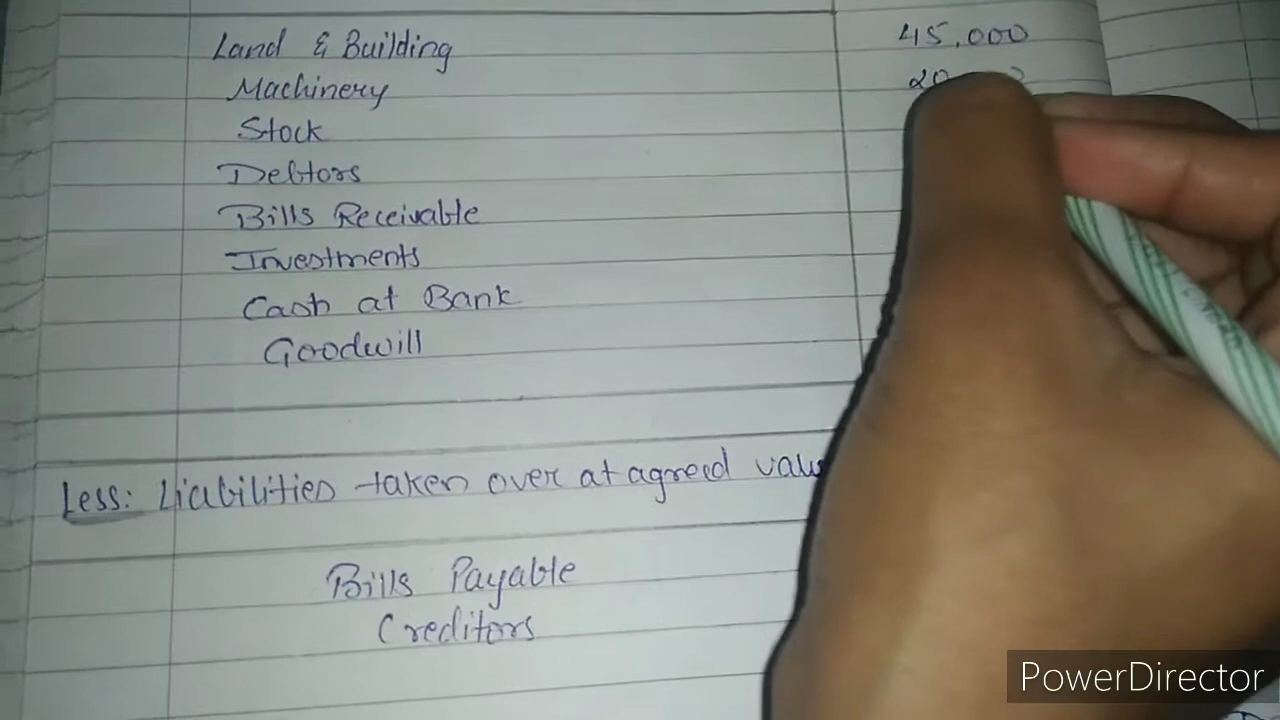 Land & Building 45,000
Machinery
Stock
Debtors
Bills Receivable
Investments
Cash at Bank
Goodwill
Less: Liabilities taken over at agreed
Bills Payable
Creditors
PowerDirector